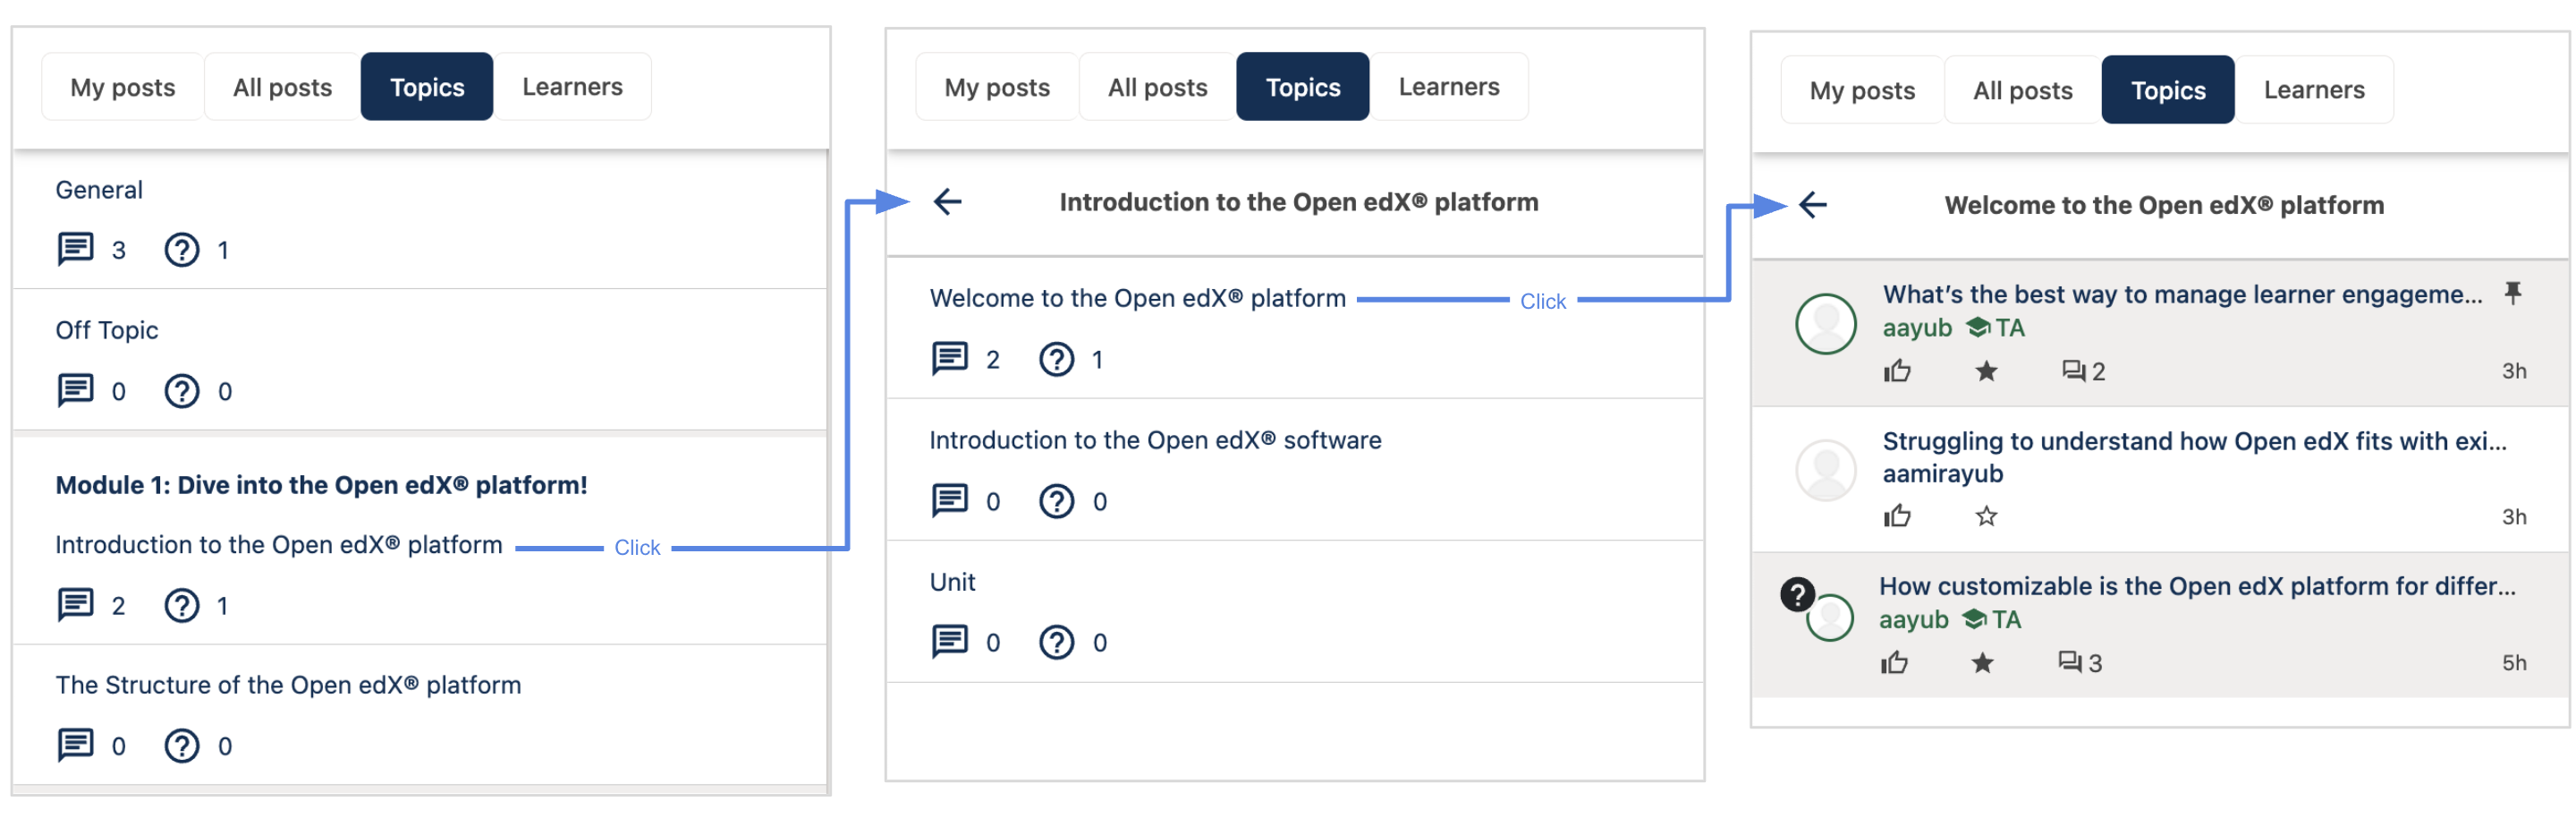 My posts All posts Topics Learners
General
3 1
Off Topic
0 0
Module 1: Dive into the Open edX® platform!
Introduction to the Open edX® platform Click
2 1
The Structure of the Open edX® platform
0 0
My posts All posts Topics Learners
Introduction to the Open edX® platform
Welcome to the Open edX® platform Click
2 1
Introduction to the Open edX® software
0 0
Unit
0 0
My posts All posts Topics Learners
Welcome to the Open edX® platform
What’s the best way to manage learner engageme...
aayub TA
2 3h
Struggling to understand how Open edX fits with exi...
aamirayub
3h
How customizable is the Open edX platform for differ...
aayub TA
3 5h